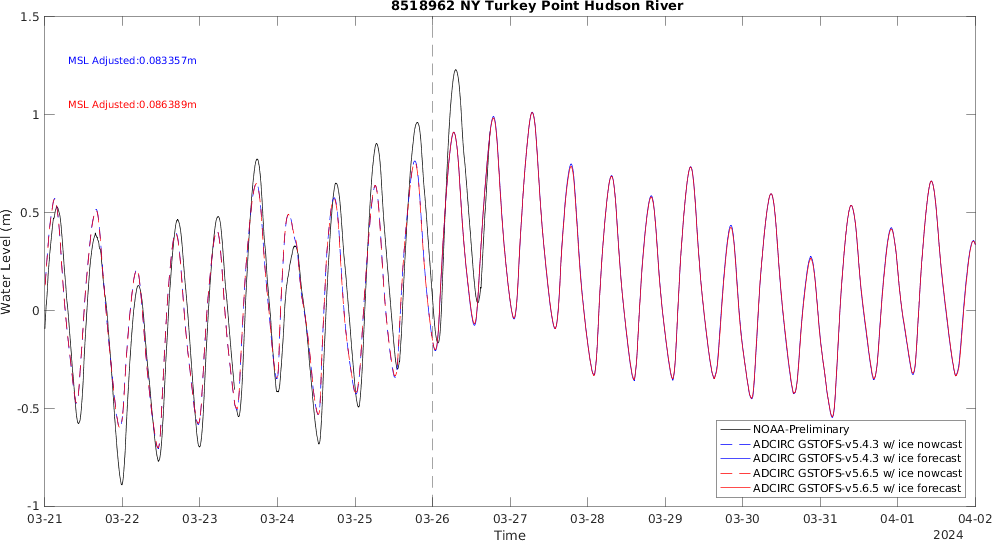 8518962 NY Turkey Point Hudson River
1.5
MSL Adjusted:0.083357m
MSL Adjusted:0.086389m
1
0.5
Water Level (m)
0
-0.5
-1
NOAA-Preliminary
ADCIRC GSTOFS-v5.4.3 w/ ice nowcast
ADCIRC GSTOFS-v5.4.3 w/ ice forecast
ADCIRC GSTOFS-v5.6.5 w/ ice nowcast
ADCIRC GSTOFS-v5.6.5 w/ ice forecast
03-21 03-22 03-23 03-24 03-25 03-26 03-27 03-28 03-29 03-30 03-31 04-01 04-02
Time
2024